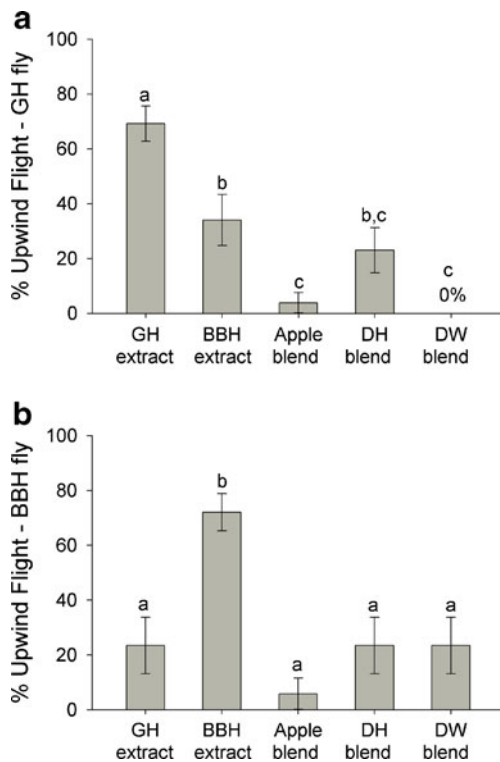 a
% Upwind Flight - GH fly
100
80
60
40
20
0
a
b
c
b,c
c
0%
GH
extract
BBH
extract
Apple
blend
DH
blend
DW
blend
b
% Upwind Flight - BBH fly
100
80
60
40
20
0
a
b
a
a
a
GH
extract
BBH
extract
Apple
blend
DH
blend
DW
blend